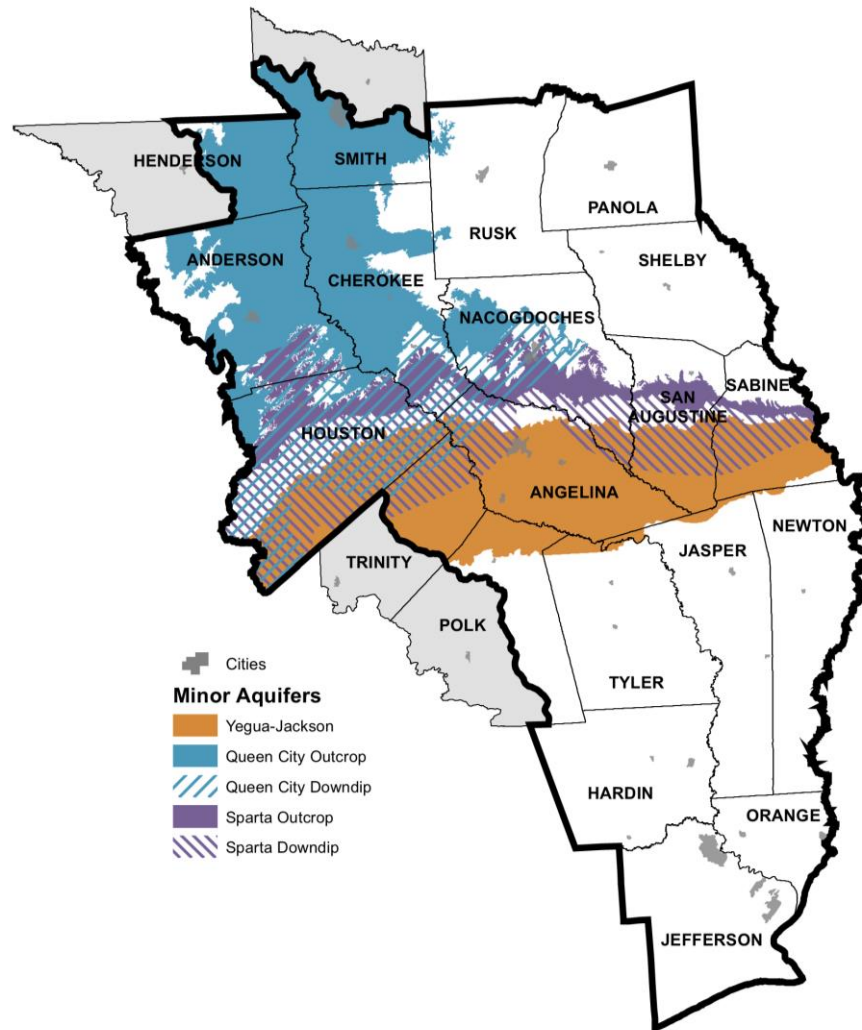 HENDERSON
SMITH
RUSK
PANOLA
ANDERSON
CHEROKEE
SHELBY
NACOGDOCHES
SABINE
SAN
AUGUSTINE
HOUSTON
ANGELINA
NEWTON
JASPER
TRINITY
POLK
TYLER
HARDIN
ORANGE
JEFFERSON
Cities
Minor Aquifers
Yegua-Jackson
Queen City Outcrop
Queen City Downdip
Sparta Outcrop
Sparta Downdip